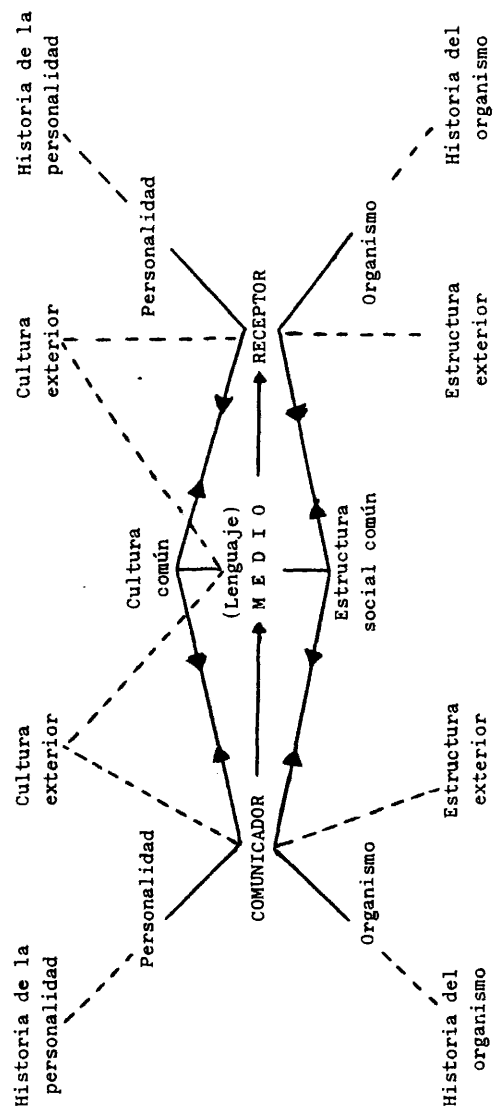 Historia de la
personalidad
Cultura
exterior
Cultura
exterior
Historia de la
personalidad
Personalidad
Cultura
común
Personalidad
(Lenguaje)
COMUNICADOR
M E D I O
RECEPTOR
Organismo
Estructura
social común
Organismo
Historia del
organismo
Estructura
exterior
Estructura
exterior
Historia del
organismo